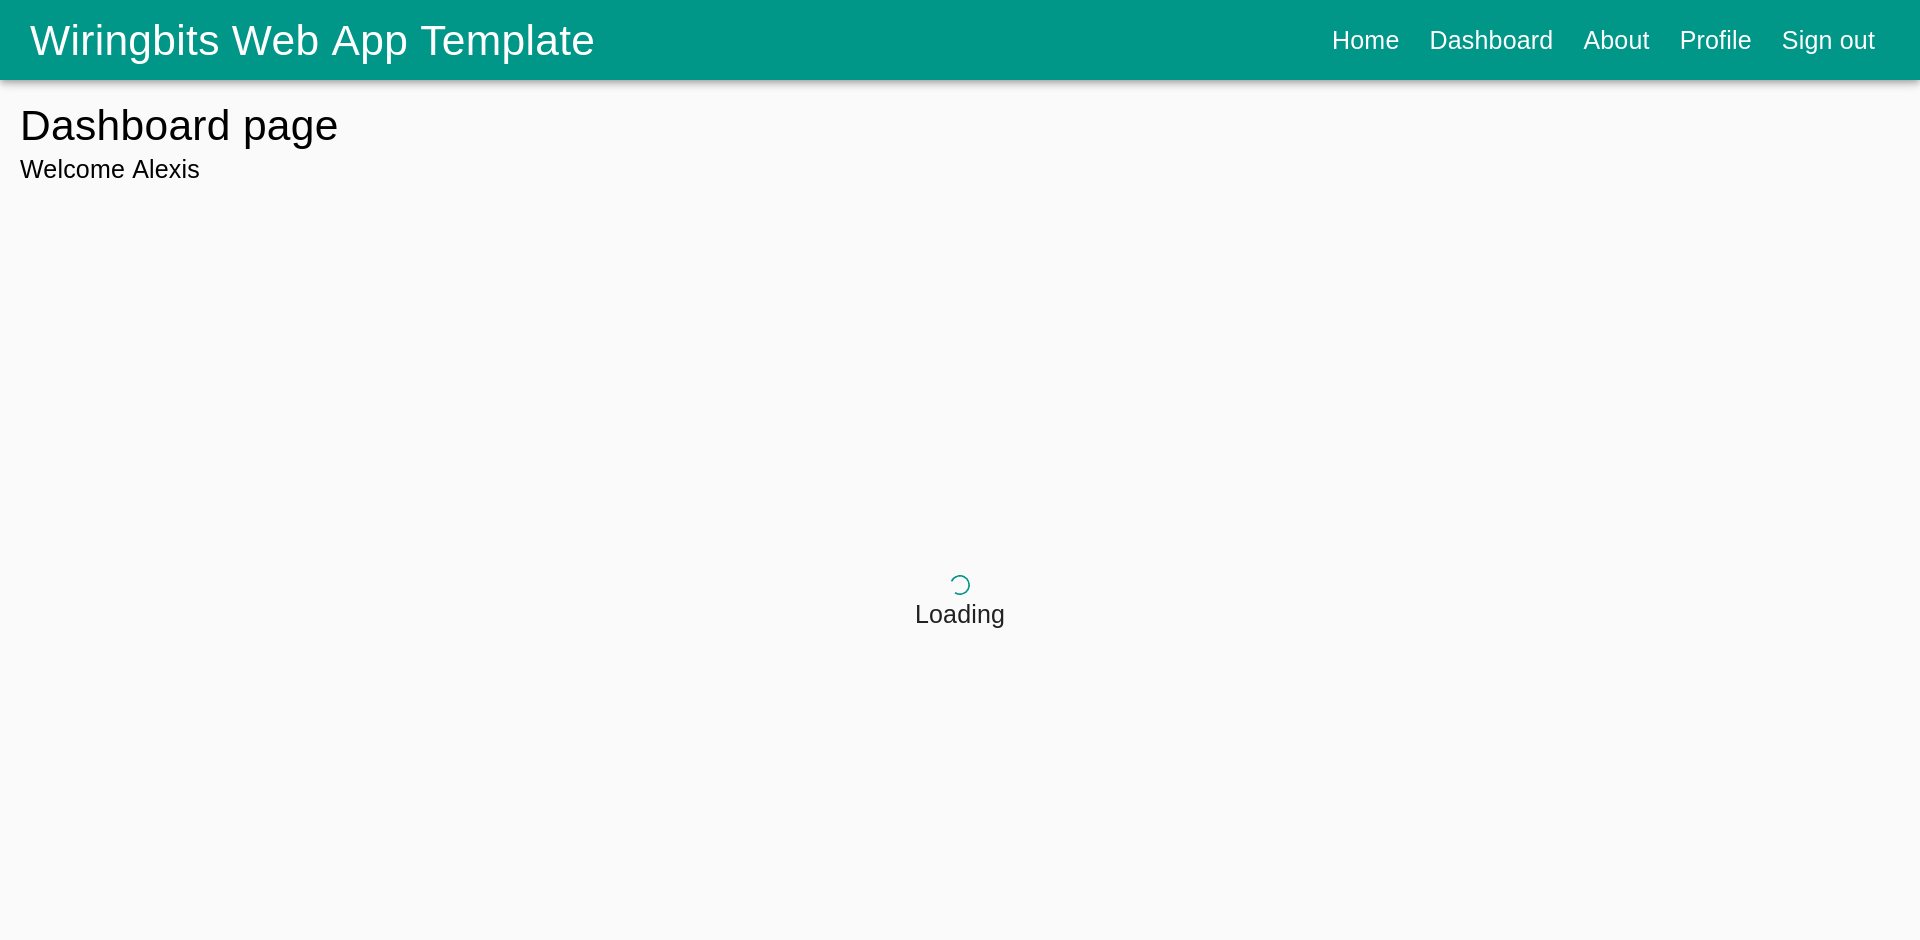 Wiringbits Web App Template
Home Dashboard About Profile Sign out
Dashboard page
Welcome Alexis
Loading